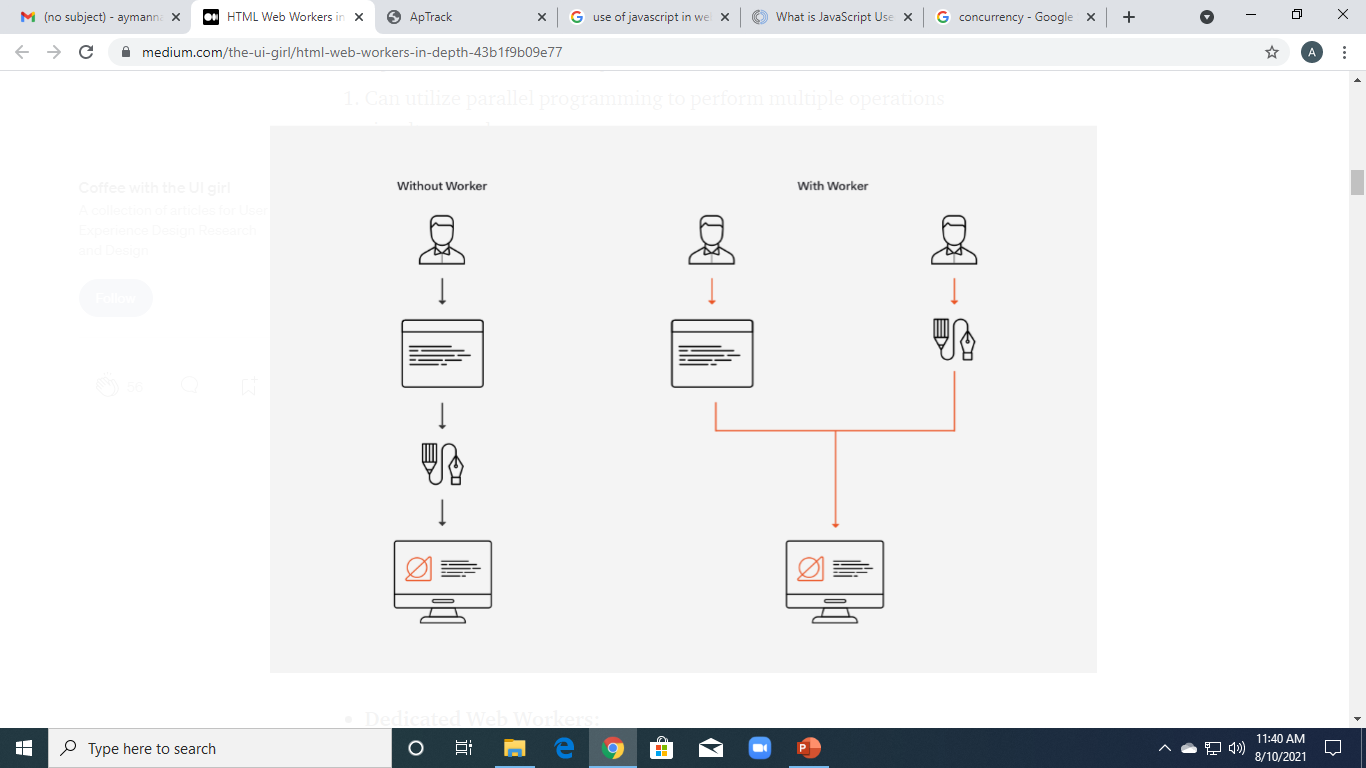 (no subject) - aymanna
HTML Web Workers in
ApTrack
use of javascript in we
What is JavaScript Use
concurrency - Google
medium.com/the-ui-girl/html-web-workers-in-depth-43b1f9b09e77
A
1. Can utilize parallel programming to perform multiple operations
Coffee with the UI girl
A collection of articles for User
Experience Design,Research
and Design
Follow
56
Without Worker
With Worker
• Dedicated Web Workers:
Type here to search
P
11:40 AM
8/10/2021